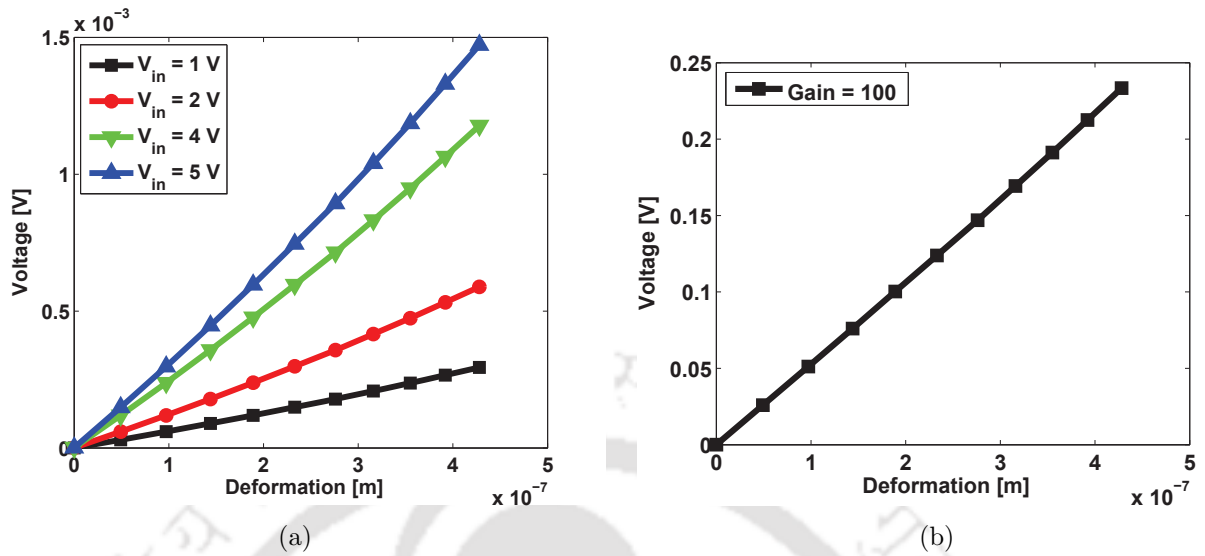 x 10⁻³
1.5
1
0.5
0
Voltage [V]
V_in = 1 V
V_in = 2 V
V_in = 4 V
V_in = 5 V
0 1 2 3 4 5
Deformation [m]
x 10⁻⁷
(a)
0.25
0.2
0.15
0.1
0.05
0
Voltage [V]
Gain = 100
0 1 2 3 4 5
Deformation [m]
x 10⁻⁷
(b)